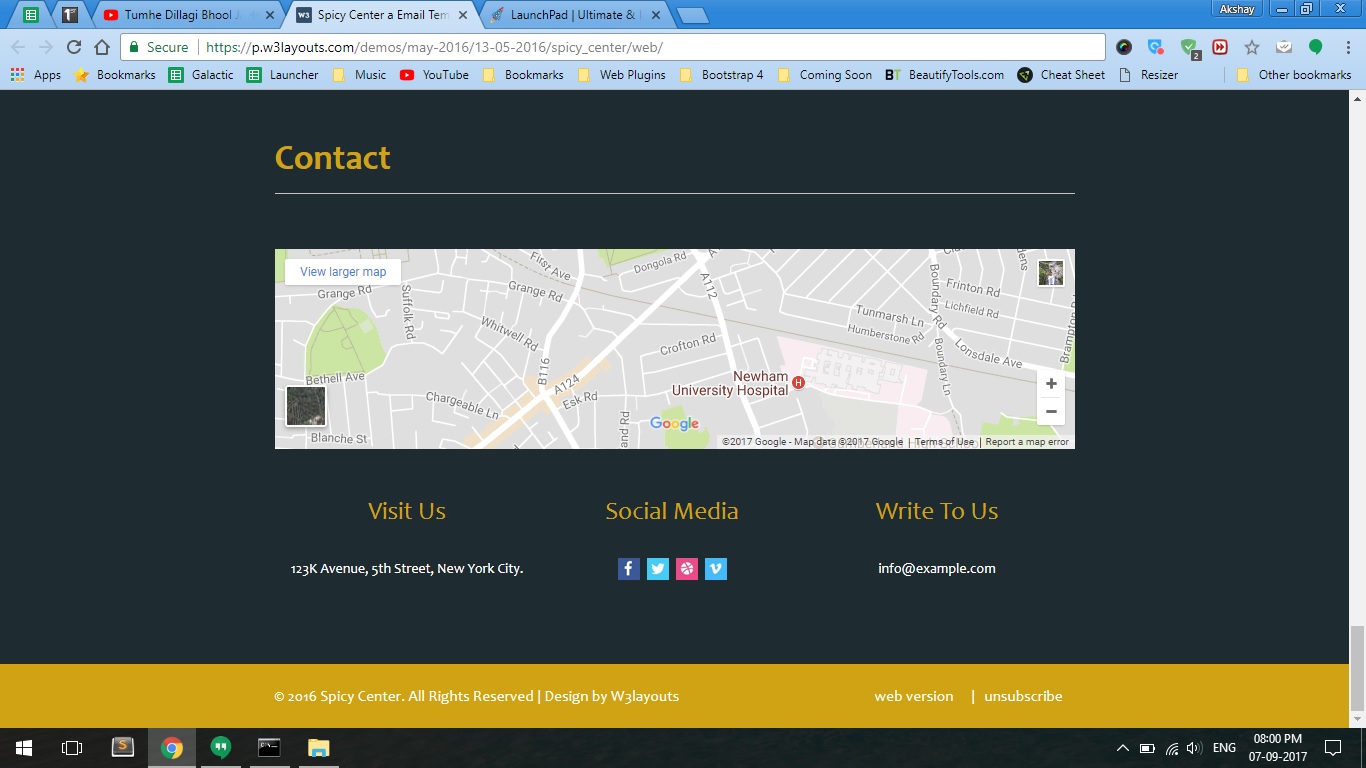 Akshay
Tumhe Dillagi Bhool J
Spicy Center a Email Tem
LaunchPad | Ultimate &
Secure
https://p.w3layouts.com/demos/may-2016/13-05-2016/spicy_center/web/
2
Apps
Bookmarks
Galactic
Launcher
Music
YouTube
Bookmarks
Web Plugins
Bootstrap 4
Coming Soon
BT BeautifyTools.com
Cheat Sheet
Resizer
Other bookmarks
Contact
View larger map
Grange Rd
Suffolk Rd
First Ave
Grange Rd
Whitwell Rd
Dongola Rd
A112
Crofton Rd
B116
A124
Esk Rd
Bethell Ave
Chargeable Ln
Blanche St
and Rd
Newham
University Hospital
H
Boundary Rd
Boundary Ln
Tunmarsh Ln
Humberstone Rd
Frinton Rd
Lichfield Rd
Lonsdale Ave
Brampton R
dens
+
−
Google
©2017 Google - Map data ©2017 Google
Terms of Use
Report a map error
Visit Us
Social Media
Write To Us
123K Avenue, 5th Street, New York City.
info@example.com
© 2016 Spicy Center. All Rights Reserved | Design by W3layouts
web version | unsubscribe
ENG
08:00 PM
07-09-2017